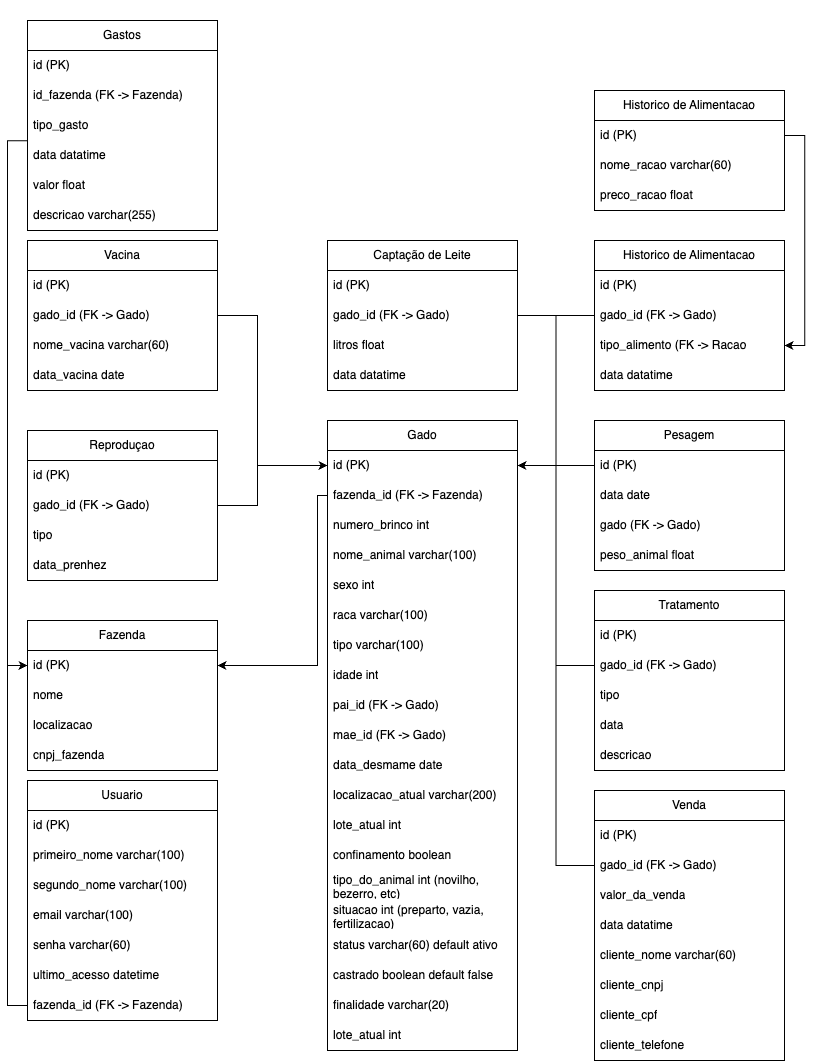 Gastos
id (PK)
id_fazenda (FK -> Fazenda)
tipo_gasto
data datatime
valor float
descricao varchar(255)
Historico de Alimentacao
id (PK)
nome_racao varchar(60)
preco_racao float
Vacina
id (PK)
gado_id (FK -> Gado)
nome_vacina varchar(60)
data_vacina date
Captação de Leite
id (PK)
gado_id (FK -> Gado)
litros float
data datatime
Historico de Alimentacao
id (PK)
gado_id (FK -> Gado)
tipo_alimento (FK -> Racao
data datatime
Reproduçao
id (PK)
gado_id (FK -> Gado)
tipo
data_prenhez
Gado
id (PK)
fazenda_id (FK -> Fazenda)
numero_brinco int
nome_animal varchar(100)
sexo int
raca varchar(100)
tipo varchar(100)
idade int
pai_id (FK -> Gado)
mae_id (FK -> Gado)
data_desmame date
localizacao_atual varchar(200)
lote_atual int
confinamento boolean
tipo_do_animal int (novilho,
bezerro, etc)
situacao int (preparto, vazia,
fertilizacao)
status varchar(60) default ativo
castrado boolean default false
finalidade varchar(20)
lote_atual int
Pesagem
id (PK)
data date
gado (FK -> Gado)
peso_animal float
Fazenda
id (PK)
nome
localizacao
cnpj_fazenda
Tratamento
id (PK)
gado_id (FK -> Gado)
tipo
data
descricao
Usuario
id (PK)
primeiro_nome varchar(100)
segundo_nome varchar(100)
email varchar(100)
senha varchar(60)
ultimo_acesso datetime
fazenda_id (FK -> Fazenda)
Venda
id (PK)
gado_id (FK -> Gado)
valor_da_venda
data datatime
cliente_nome varchar(60)
cliente_cnpj
cliente_cpf
cliente_telefone